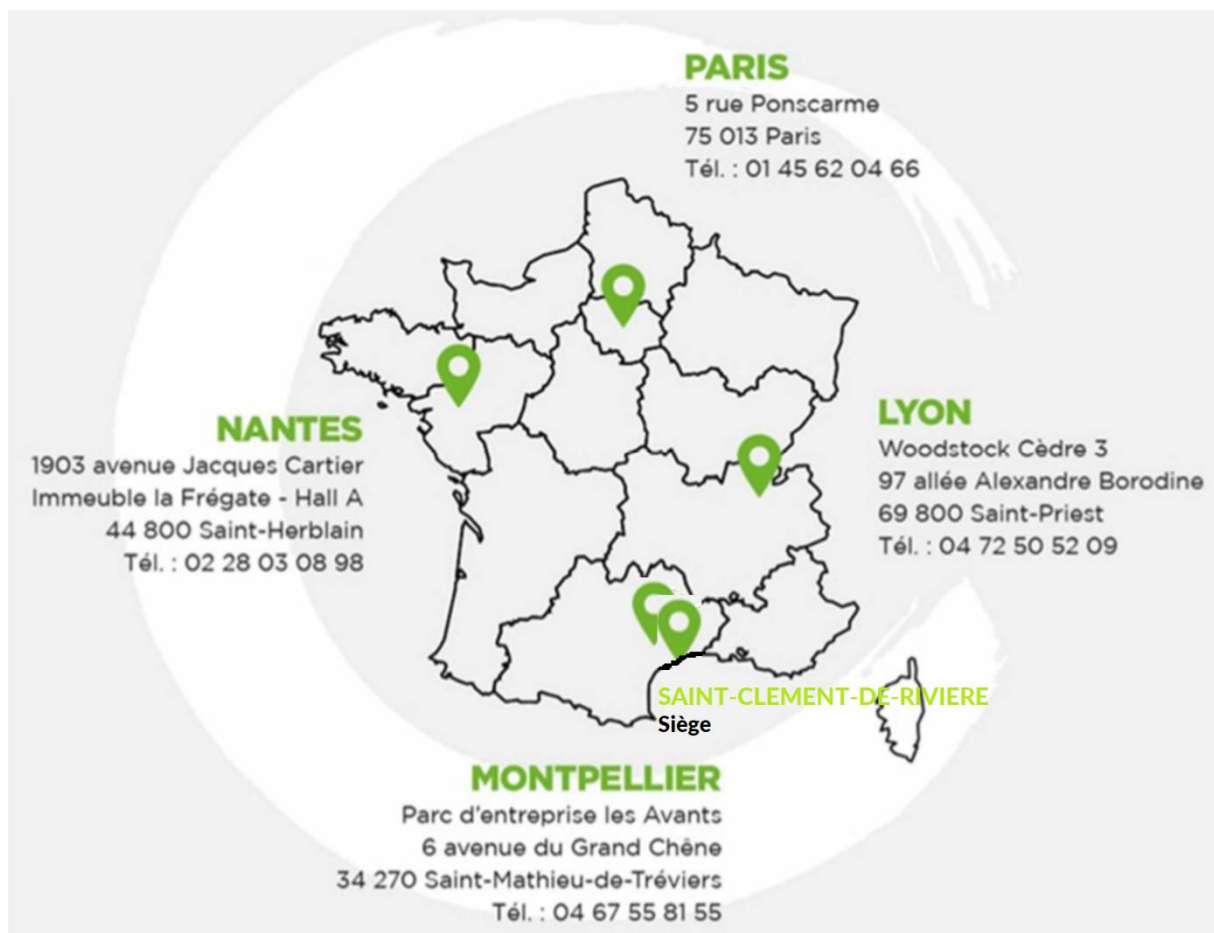 PARIS
5 rue Ponscarme
75 013 Paris
Tél. : 01 45 62 04 66
NANTES
1903 avenue Jacques Cartier
Immeuble la Frégate - Hall A
44 800 Saint-Herblain
Tél. : 02 28 03 08 98
LYON
Woodstock Cèdre 3
97 allée Alexandre Borodine
69 800 Saint-Priest
Tél. : 04 72 50 52 09
SAINT-CLEMENT-DE-RIVIERE
Siège
MONTPELLIER
Parc d'entreprise les Avants
6 avenue du Grand Chêne
34 270 Saint-Mathieu-de-Tréviers
Tél. : 04 67 55 81 55